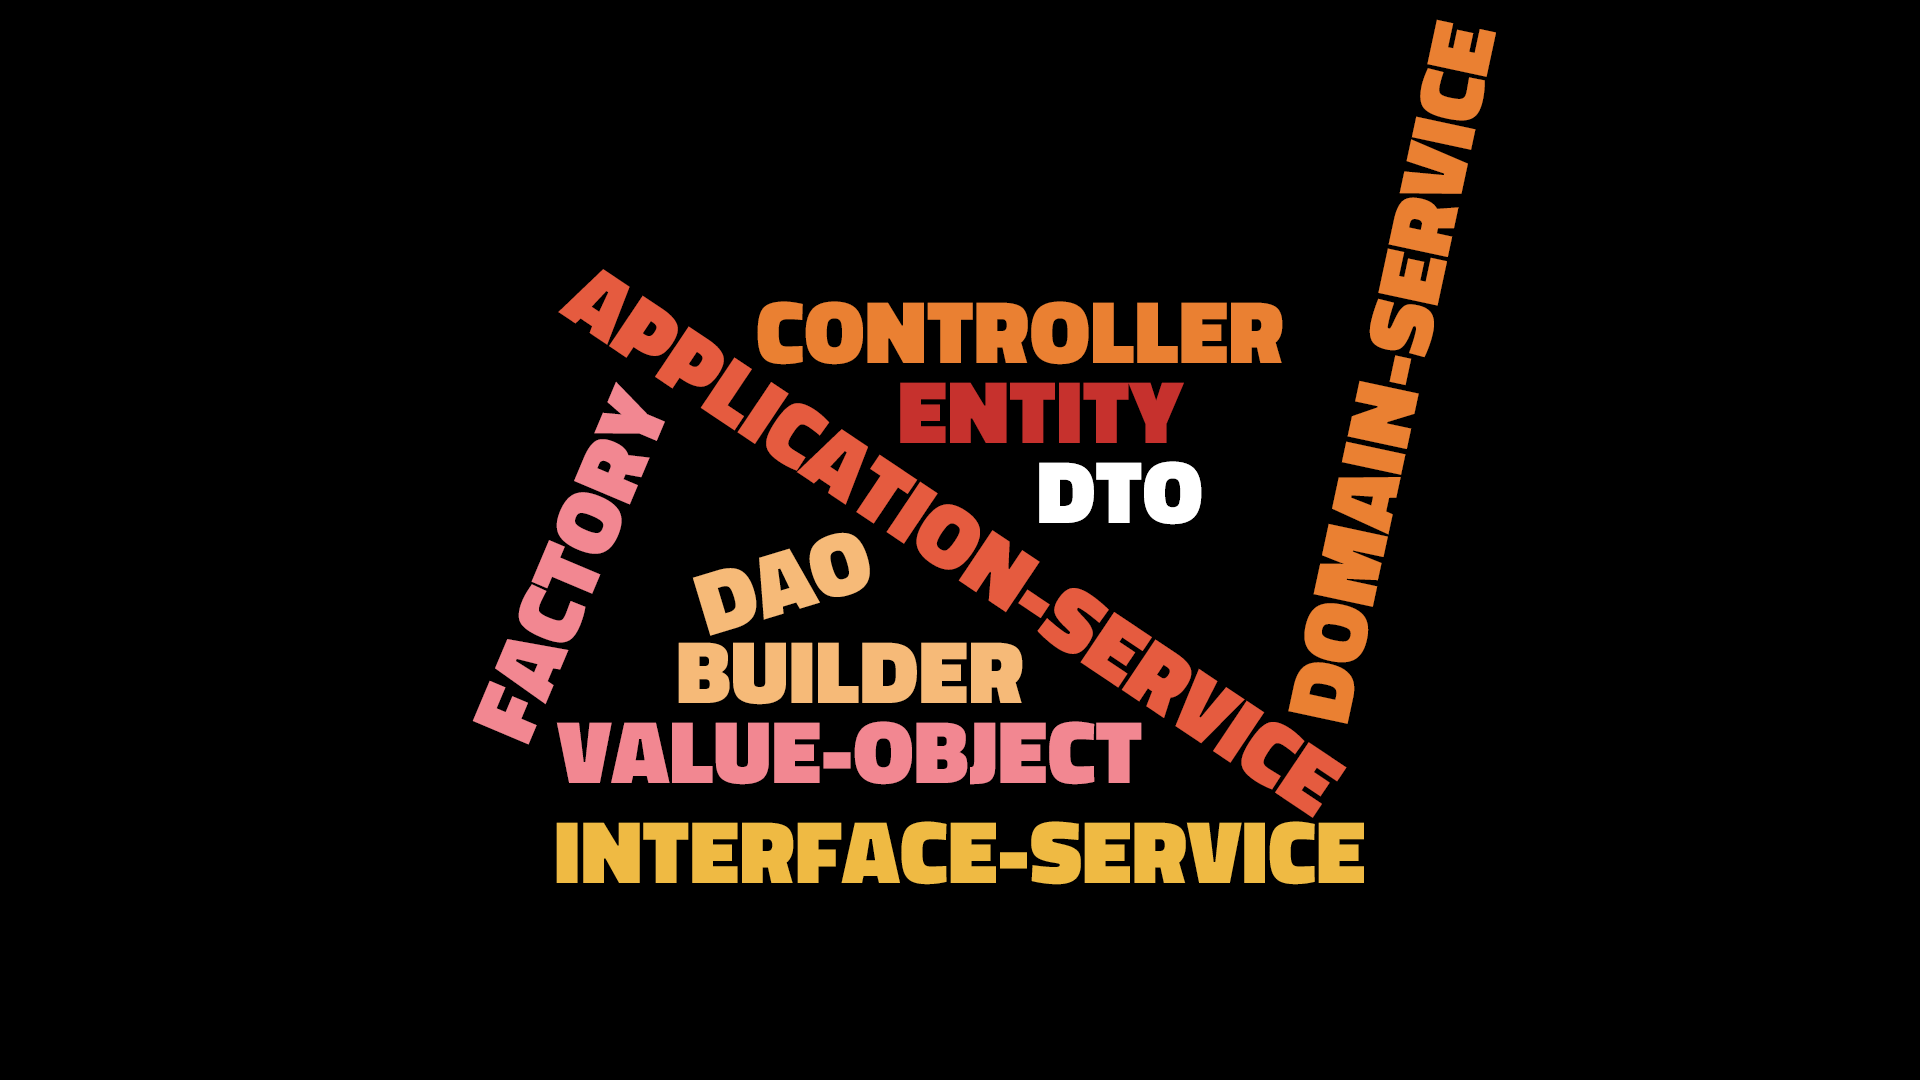 DOMAIN-SERVICE
APPLICATION-SERVICE
CONTROLLER
ENTITY
DTO
FACTORY
DAO
BUILDER
VALUE-OBJECT
INTERFACE-SERVICE